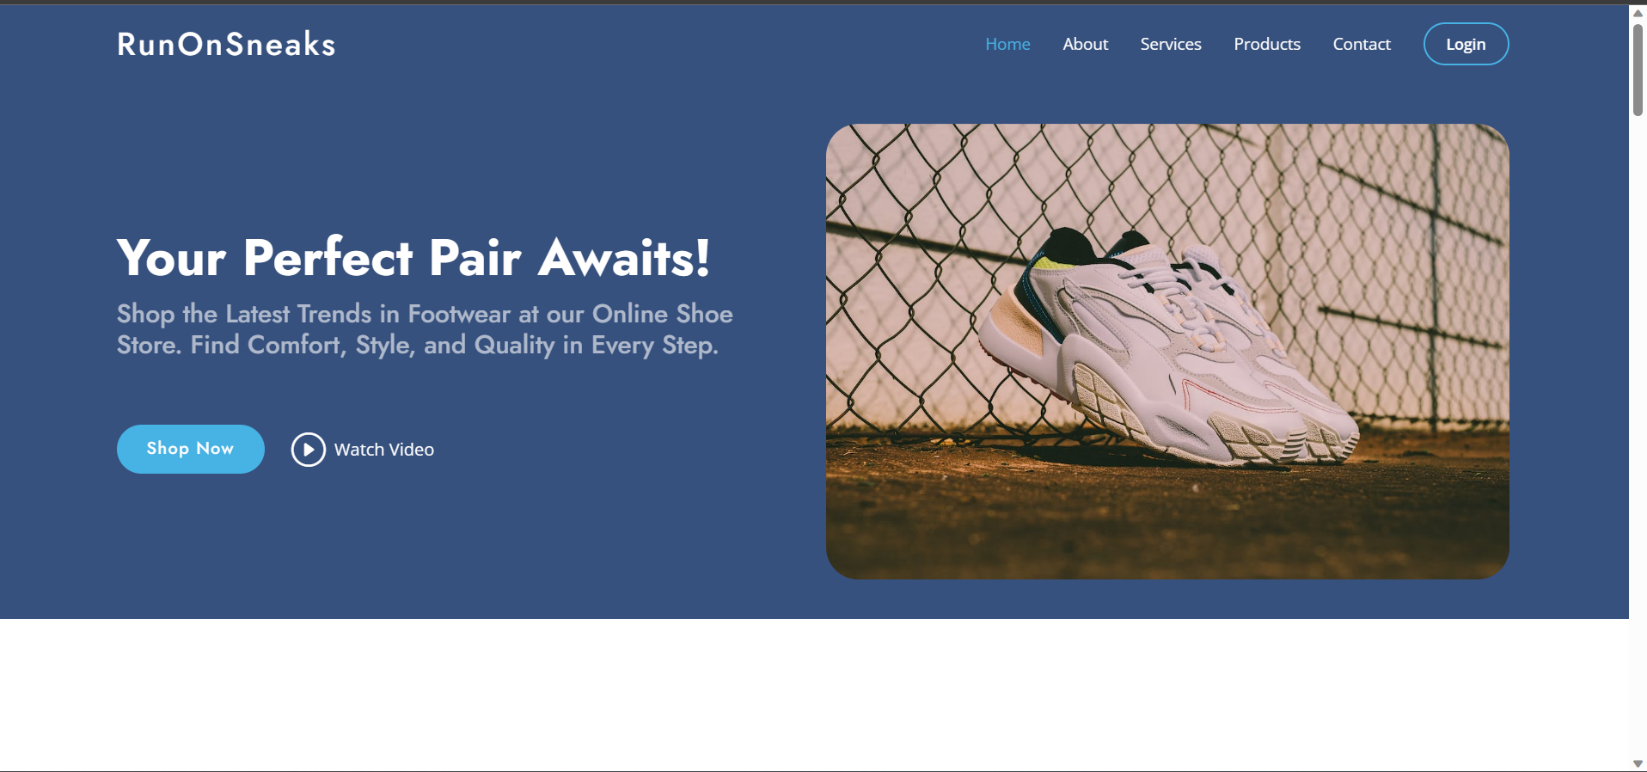 RunOnSneaks
Home About Services Products Contact Login
Your Perfect Pair Awaits!
Shop the Latest Trends in Footwear at our Online Shoe
Store. Find Comfort, Style, and Quality in Every Step.
Shop Now Watch Video